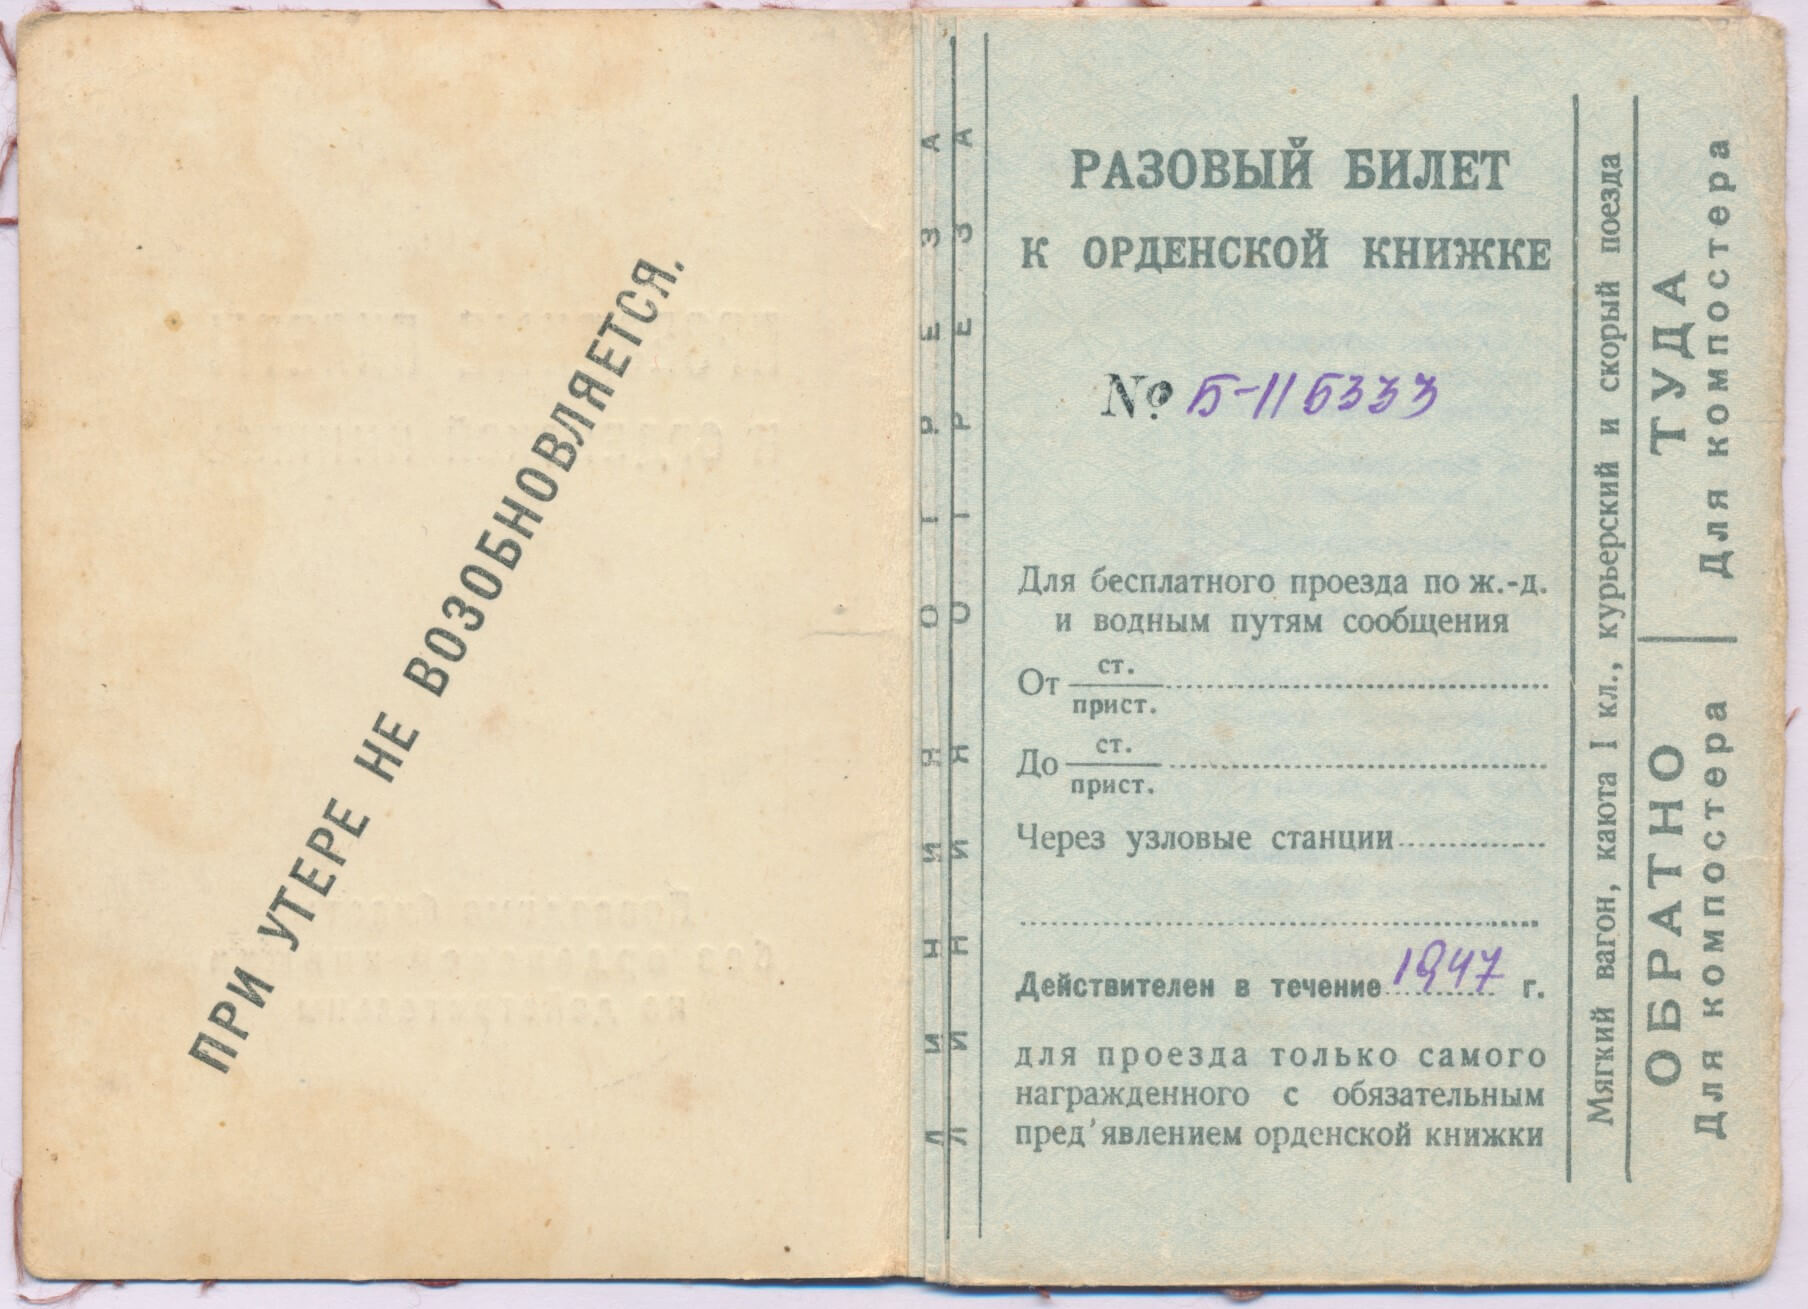 ПРИ УТЕРЕ НЕ ВОЗОБНОВЛЯЕТСЯ.
ЛИНИЯ ОТРЕЗА
ЛИНИЯ ОТРЕЗА
РАЗОВЫЙ БИЛЕТ
К ОРДЕНСКОЙ КНИЖКЕ
№ Б-116333
Для бесплатного проезда по ж.-д.
и водным путям сообщения
От ст.
прист.
До ст.
прист.
Через узловые станции
Действителен в течение 1947 г.
для проезда только самого
награжденного с обязательным
пред'явлением орденской книжки
Мягкий вагон, каюта I кл., курьерский и скорый поезда
ТУДА
Для компостера
ОБРАТНО
Для компостера